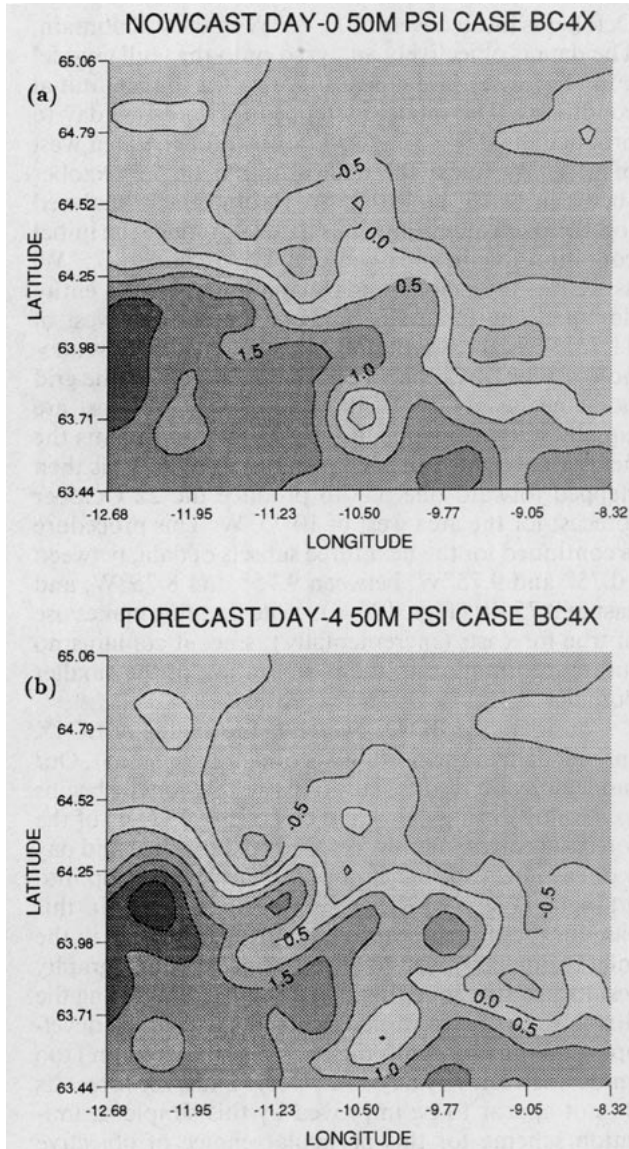 NOWCAST DAY-0 50M PSI CASE BC4X
(a)
65.06
64.79
64.52
64.25
63.98
63.71
63.44
LATITUDE
-0.5
0.0
0.5
1.5
1.0
-12.68 -11.95 -11.23 -10.50 -9.77 -9.05 -8.32
LONGITUDE
FORECAST DAY-4 50M PSI CASE BC4X
(b)
65.06
64.79
64.52
64.25
63.98
63.71
63.44
LATITUDE
-0.5
-0.5
0.5
1.5
0.0
0.5
1.0
-12.68 -11.95 -11.23 -10.50 -9.77 -9.05 -8.32
LONGITUDE